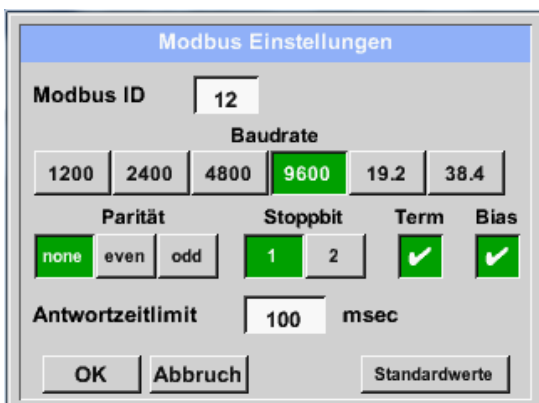 Modbus Einstellungen
Modbus ID 12
Baudrate
1200 2400 4800 9600 19.2 38.4
Parität Stoppbit Term Bias
none even odd 1 2 ✔ ✔
Antwortzeitlimit 100 msec
OK Abbruch Standardwerte